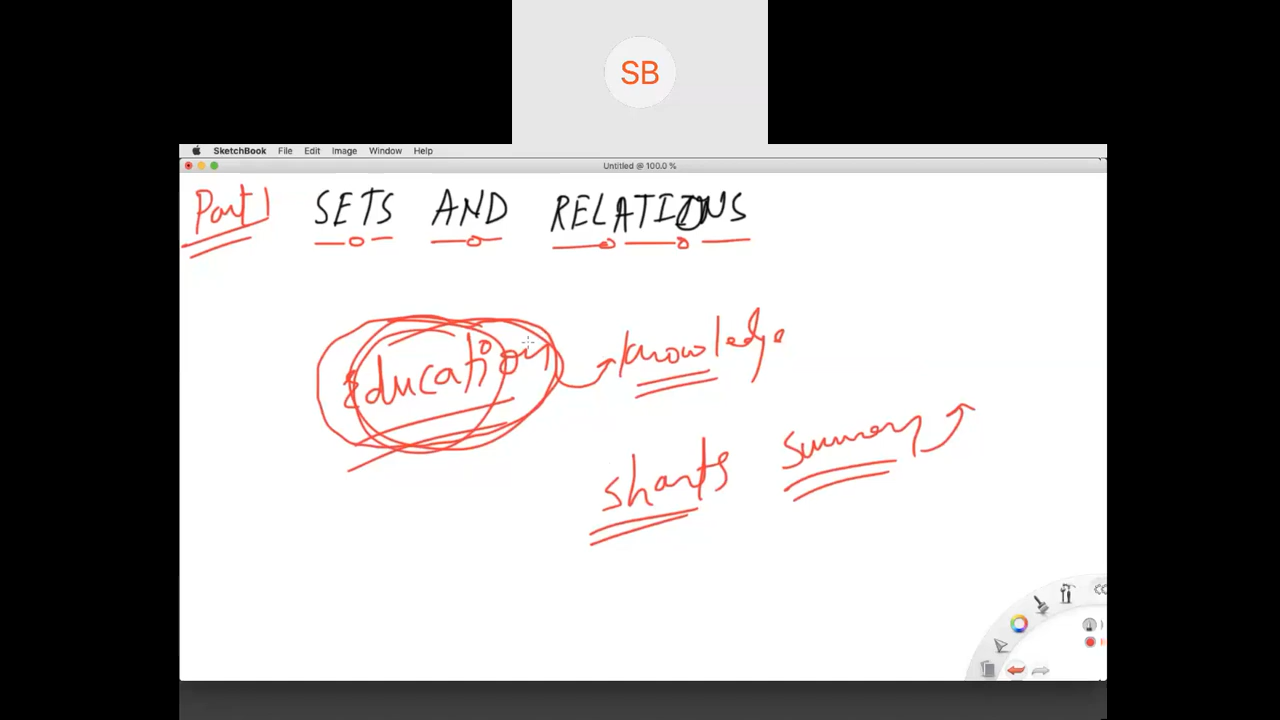 SB
SketchBook File Edit Image Window Help
Untitled @ 100.0 %
Part 1 SETS AND RELATIONS
Education knowledge
shorts summary